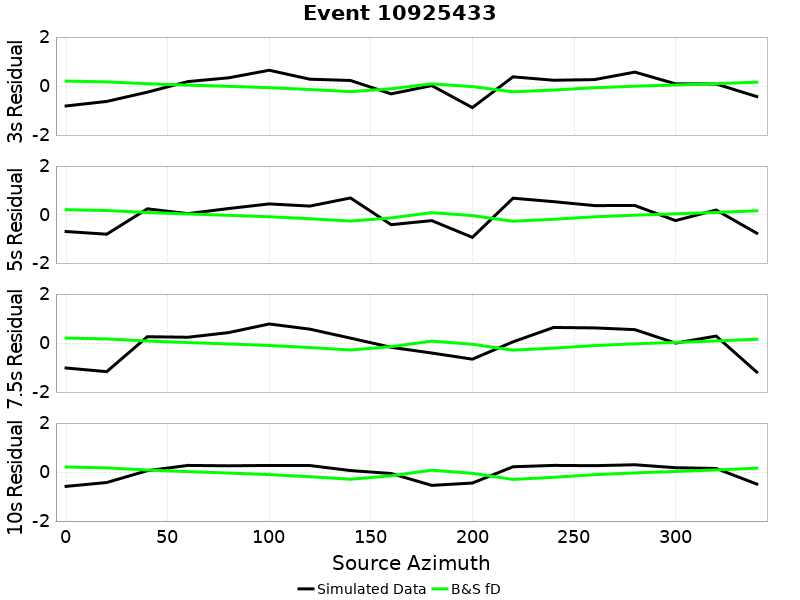 Event 10925433
3s Residual
2
0
-2
5s Residual
2
0
-2
7.5s Residual
2
0
-2
10s Residual
2
0
-2
0 50 100 150 200 250 300
Source Azimuth
Simulated Data B&S fD